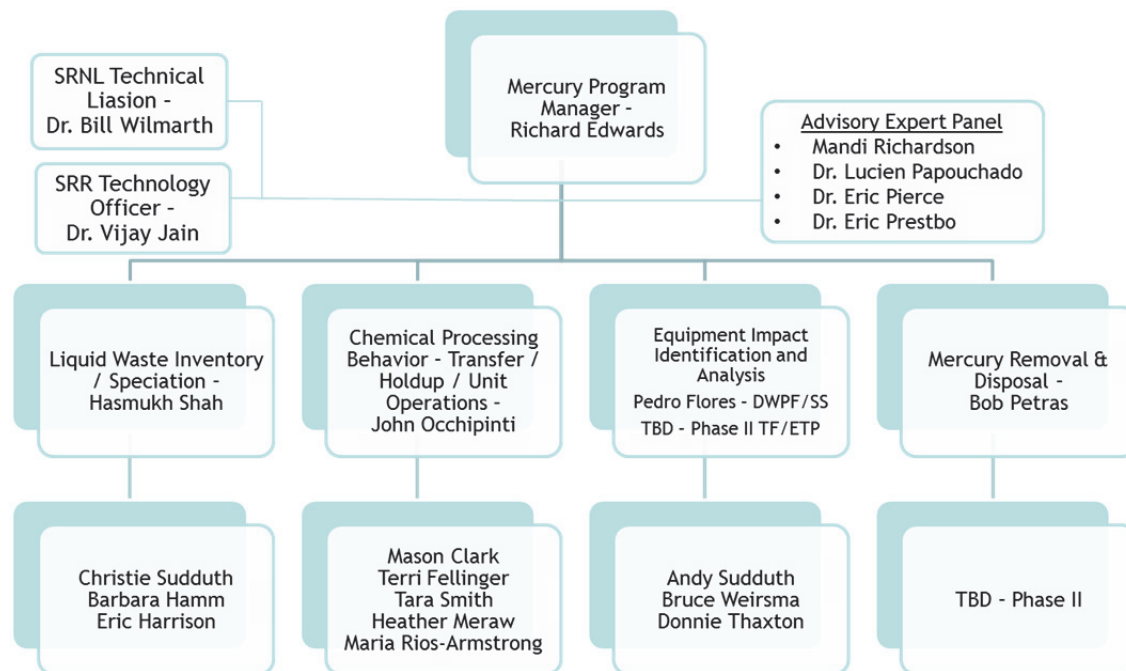 Mercury Program
Manager –
Richard Edwards
SRNL Technical
Liasion –
Dr. Bill Wilmarth
SRR Technology
Officer –
Dr. Vijay Jain
Advisory Expert Panel
• Mandi Richardson
• Dr. Lucien Papouchado
• Dr. Eric Pierce
• Dr. Eric Prestbo
Liquid Waste Inventory
/ Speciation –
Hasmukh Shah
Chemical Processing
Behavior - Transfer /
Holdup / Unit
Operations –
John Occhipinti
Equipment Impact
Identification and
Analysis
Pedro Flores - DWPF/SS
TBD – Phase II TF/ETP
Mercury Removal &
Disposal –
Bob Petras
Christie Sudduth
Barbara Hamm
Eric Harrison
Mason Clark
Terri Fellinger
Tara Smith
Heather Meraw
Maria Rios-Armstrong
Andy Sudduth
Bruce Weirsma
Donnie Thaxton
TBD – Phase II